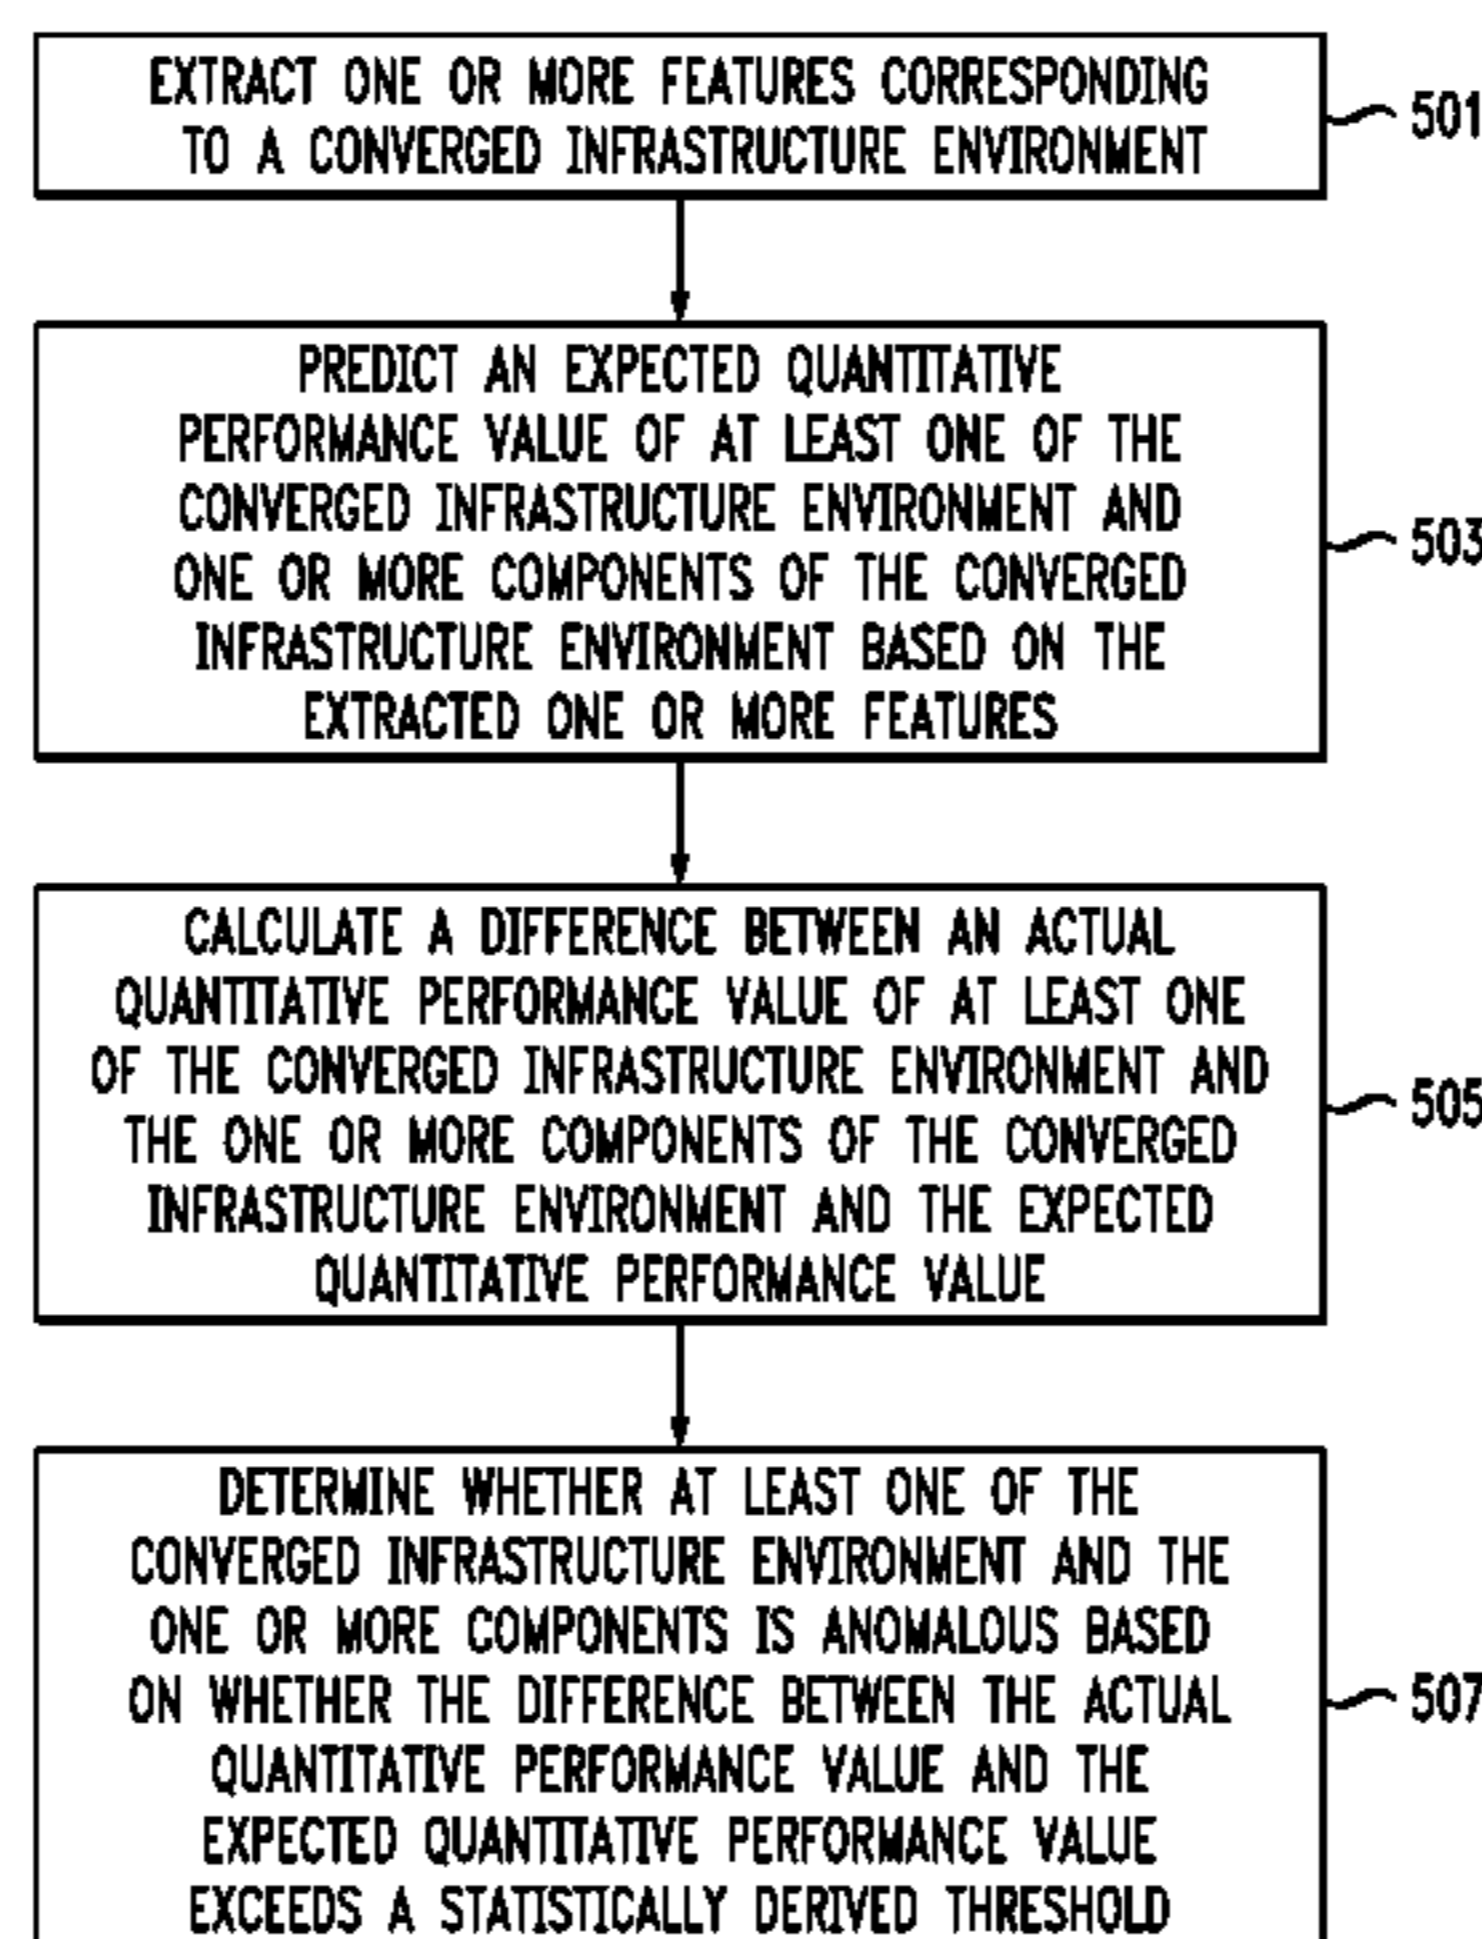 EXTRACT ONE OR MORE FEATURES CORRESPONDING
TO A CONVERGED INFRASTRUCTURE ENVIRONMENT
501
PREDICT AN EXPECTED QUANTITATIVE
PERFORMANCE VALUE OF AT LEAST ONE OF THE
CONVERGED INFRASTRUCTURE ENVIRONMENT AND
ONE OR MORE COMPONENTS OF THE CONVERGED
INFRASTRUCTURE ENVIRONMENT BASED ON THE
EXTRACTED ONE OR MORE FEATURES
503
CALCULATE A DIFFERENCE BETWEEN AN ACTUAL
QUANTITATIVE PERFORMANCE VALUE OF AT LEAST ONE
OF THE CONVERGED INFRASTRUCTURE ENVIRONMENT AND
THE ONE OR MORE COMPONENTS OF THE CONVERGED
INFRASTRUCTURE ENVIRONMENT AND THE EXPECTED
QUANTITATIVE PERFORMANCE VALUE
505
DETERMINE WHETHER AT LEAST ONE OF THE
CONVERGED INFRASTRUCTURE ENVIRONMENT AND THE
ONE OR MORE COMPONENTS IS ANOMALOUS BASED
ON WHETHER THE DIFFERENCE BETWEEN THE ACTUAL
QUANTITATIVE PERFORMANCE VALUE AND THE
EXPECTED QUANTITATIVE PERFORMANCE VALUE
EXCEEDS A STATISTICALLY DERIVED THRESHOLD
507